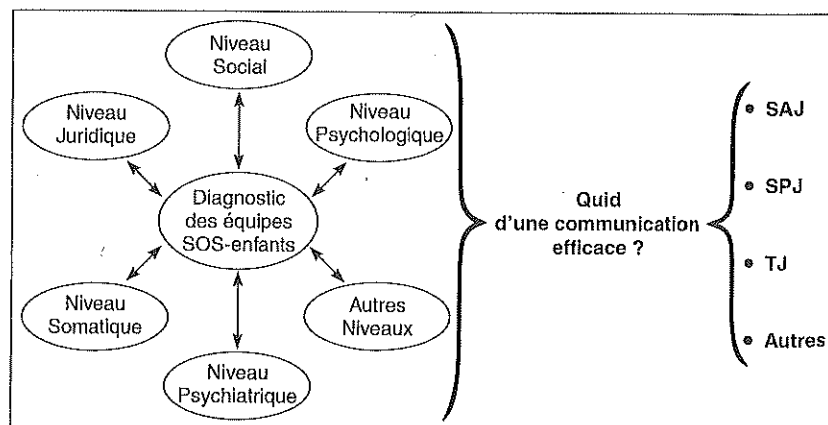 Niveau
Social
Niveau
Juridique
Niveau
Psychologique
Diagnostic
des équipes
SOS-enfants
Niveau
Somatique
Autres
Niveaux
Niveau
Psychiatrique
Quid
d'une communication
efficace ?
• SAJ
• SPJ
• TJ
• Autres